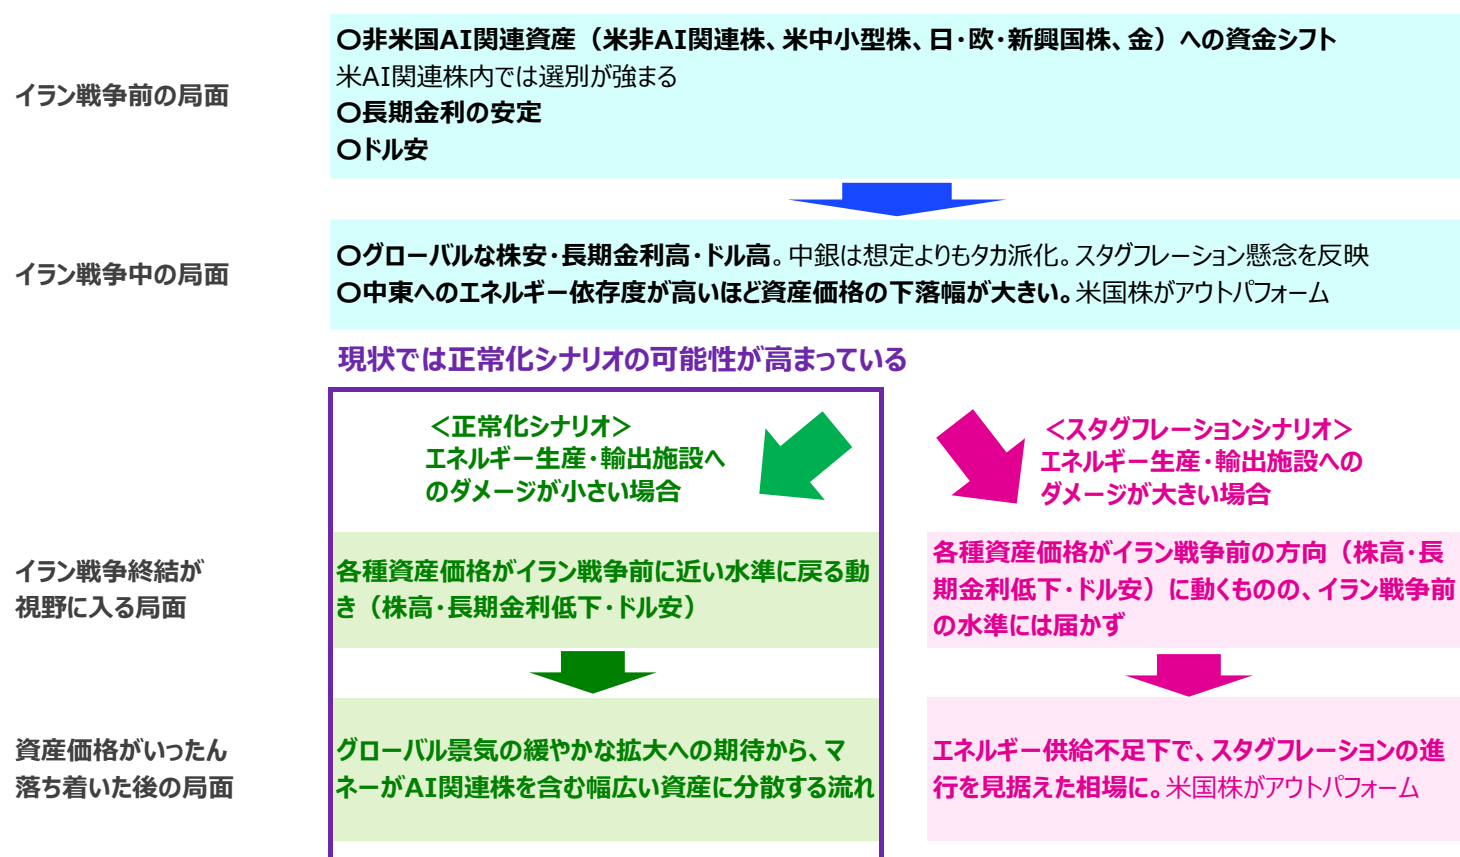 イラン戦争前の局面
〇非米国AI関連資産（米非AI関連株、米中小型株、日・欧・新興国株、金）への資金シフト
米AI関連株内では選別が強まる
〇長期金利の安定
〇ドル安
イラン戦争中の局面
〇グローバルな株安・長期金利高・ドル高。中銀は想定よりもタカ派化。スタグフレーション懸念を反映
〇中東へのエネルギー依存度が高いほど資産価格の下落幅が大きい。米国株がアウトパフォーム
現状では正常化シナリオの可能性が高まっている
＜正常化シナリオ＞
エネルギー生産・輸出施設へ
のダメージが小さい場合
＜スタグフレーションシナリオ＞
エネルギー生産・輸出施設への
ダメージが大きい場合
イラン戦争終結が
視野に入る局面
各種資産価格がイラン戦争前に近い水準に戻る動
き（株高・長期金利低下・ドル安）
各種資産価格がイラン戦争前の方向（株高・長
期金利低下・ドル安）に動くものの、イラン戦争前
の水準には届かず
資産価格がいったん
落ち着いた後の局面
グローバル景気の緩やかな拡大への期待から、マ
ネーがAI関連株を含む幅広い資産に分散する流れ
エネルギー供給不足下で、スタグフレーションの進
行を見据えた相場に。米国株がアウトパフォーム